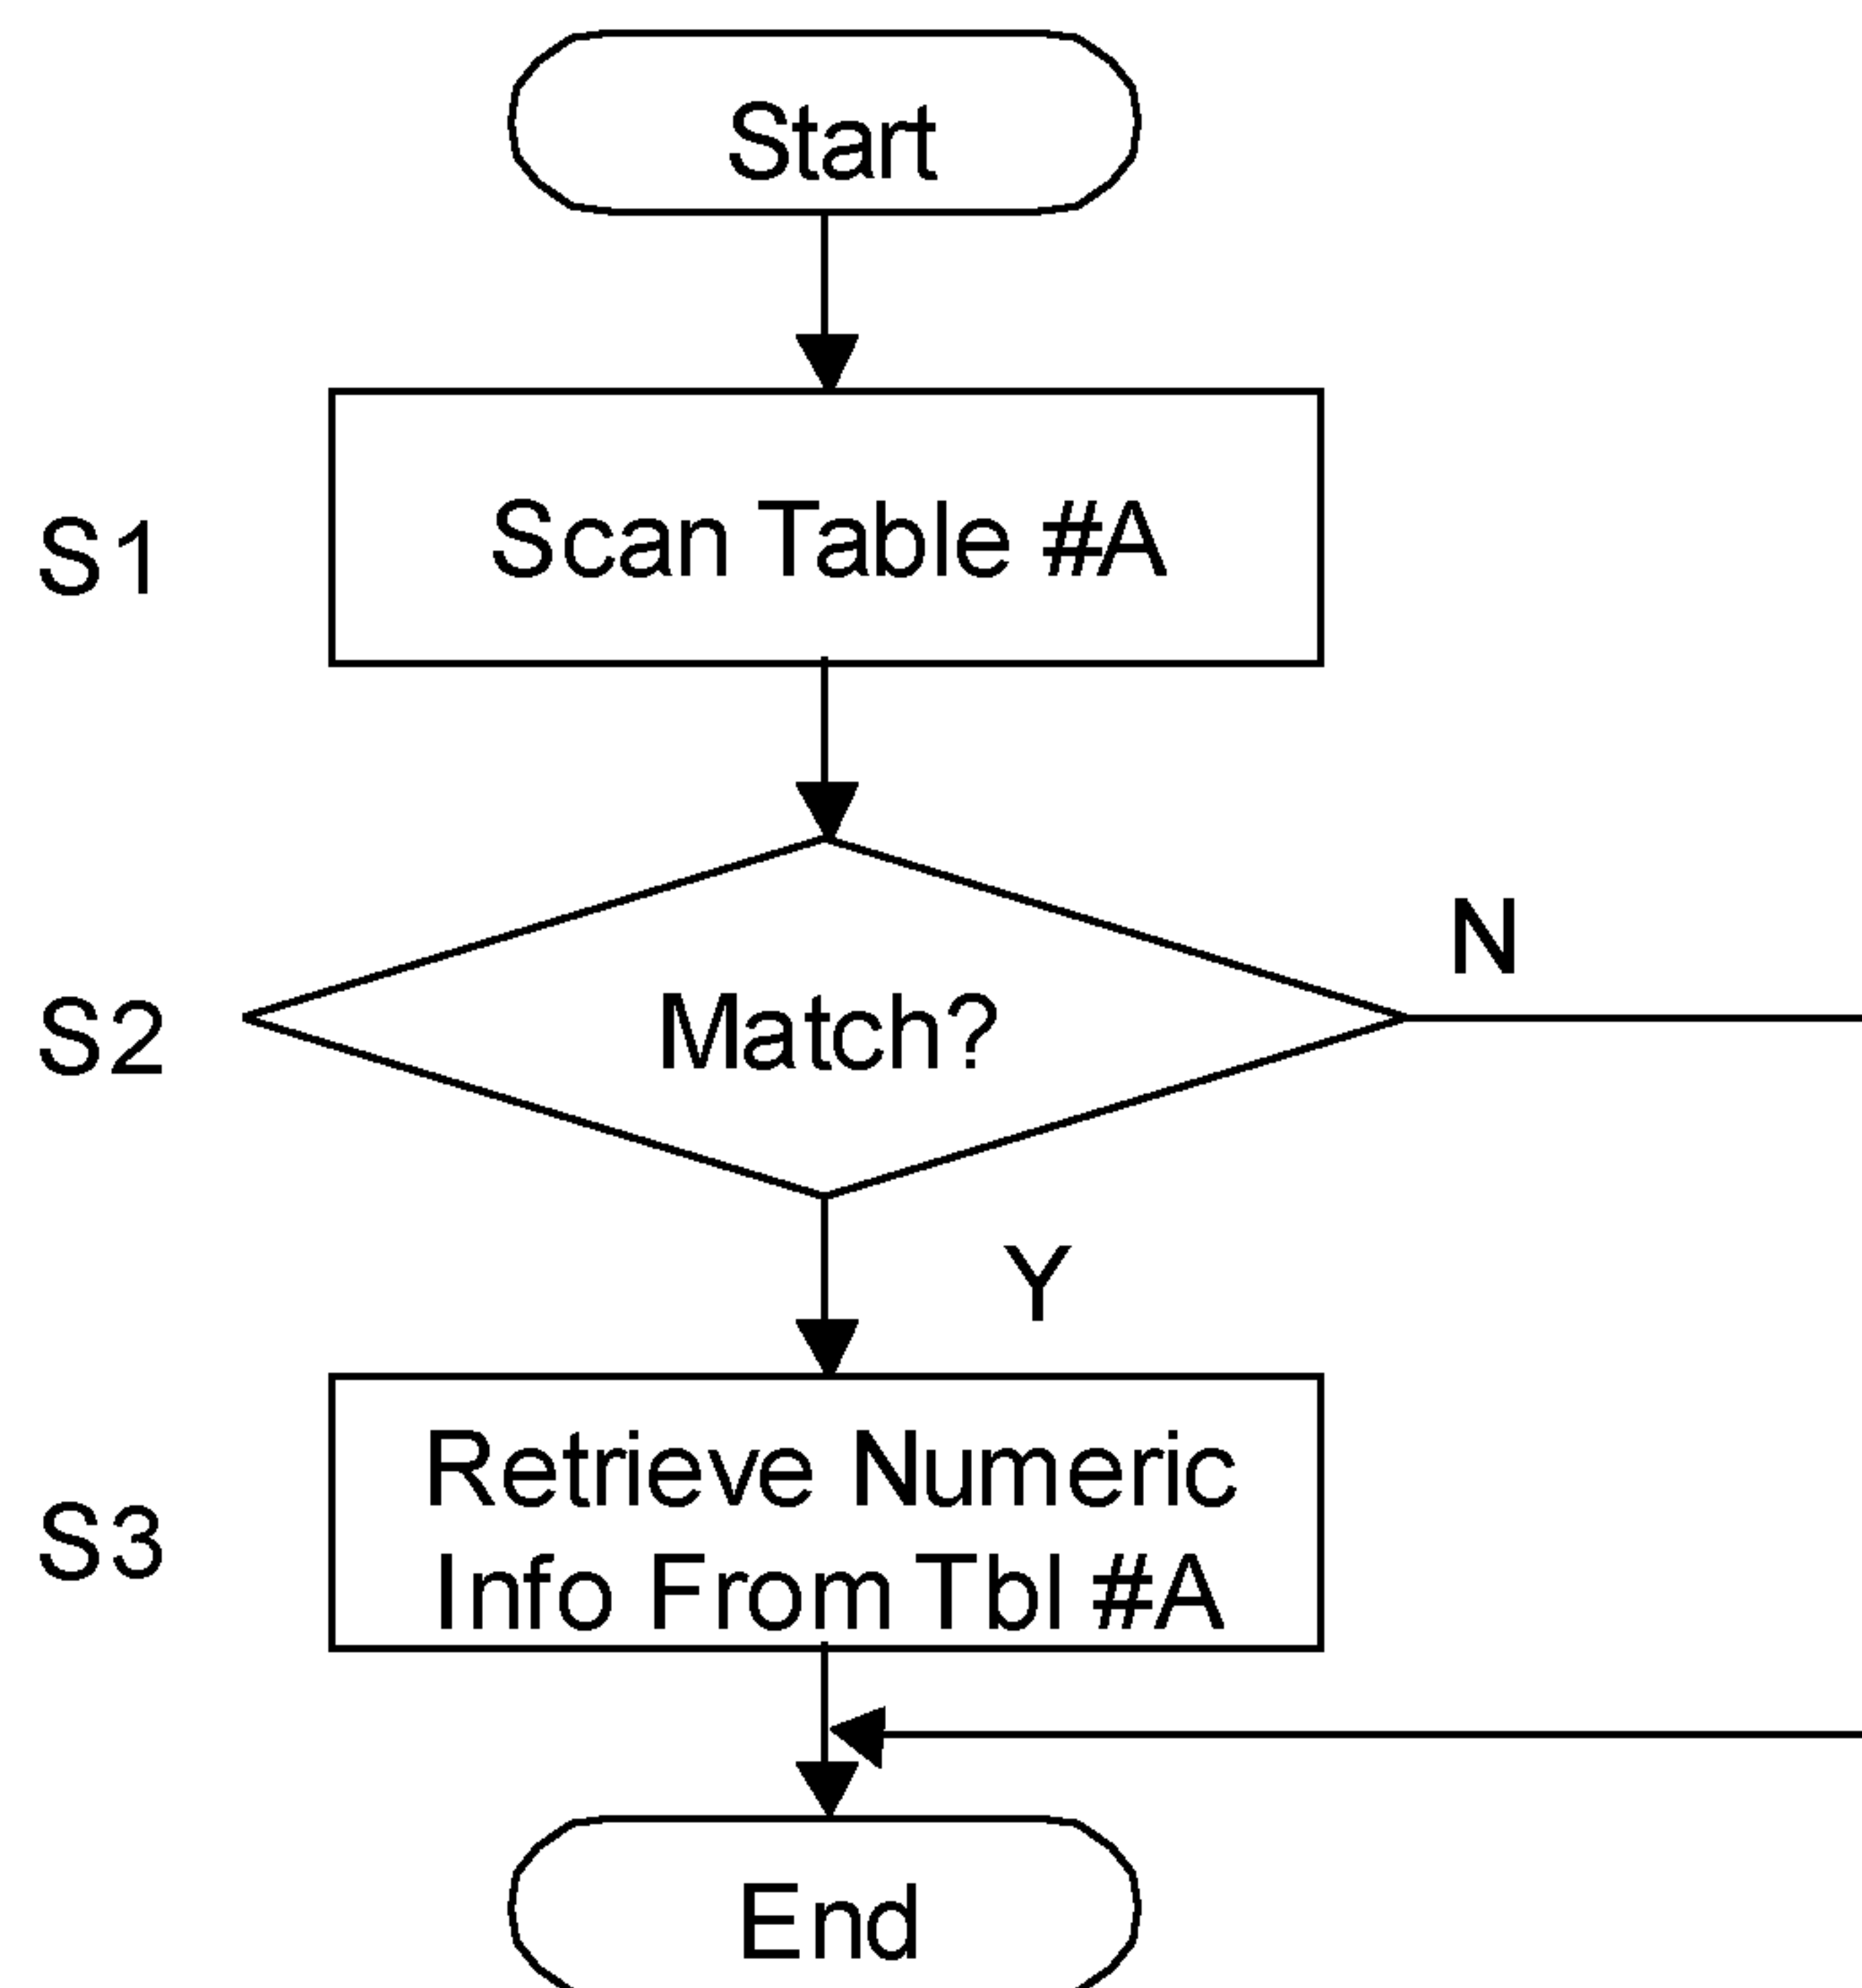 Start
S1
Scan Table #A
N
S2
Match?
Y
S3
Retrieve Numeric
Info From Tbl #A
End